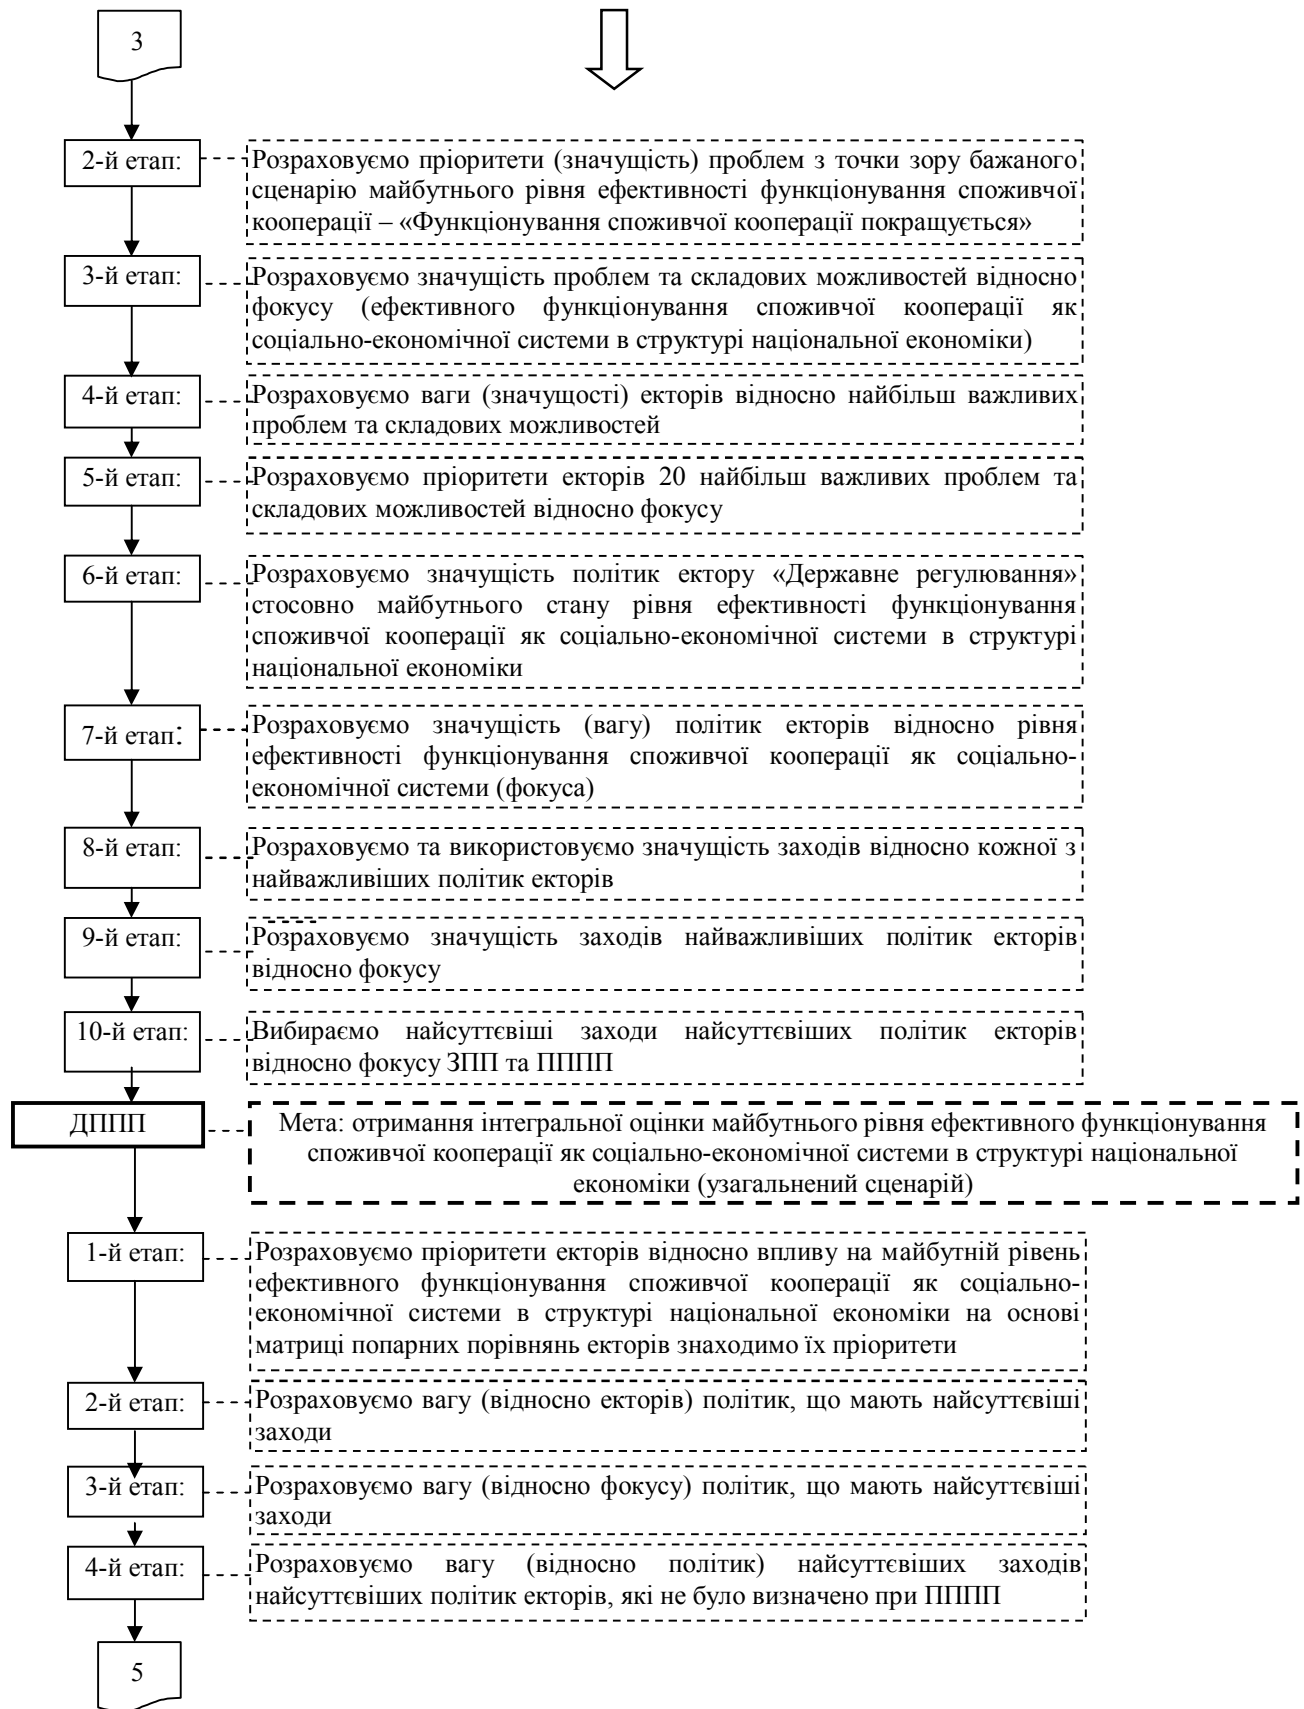 3
2-й етап:
Розраховуємо пріоритети (значущість) проблем з точки зору бажаного
сценарію майбутнього рівня ефективності функціонування споживчої
кооперації – «Функціонування споживчої кооперації покращується»
3-й етап:
Розраховуємо значущість проблем та складових можливостей відносно
фокусу (ефективного функціонування споживчої кооперації як
соціально-економічної системи в структурі національної економіки)
4-й етап:
Розраховуємо ваги (значущості) екторів відносно найбільш важливих
проблем та складових можливостей
5-й етап:
Розраховуємо пріоритети екторів 20 найбільш важливих проблем та
складових можливостей відносно фокусу
6-й етап:
Розраховуємо значущість політик ектору «Державне регулювання»
стосовно майбутнього стану рівня ефективності функціонування
споживчої кооперації як соціально-економічної системи в структурі
національної економіки
7-й етап:
Розраховуємо значущість (вагу) політик екторів відносно рівня
ефективності функціонування споживчої кооперації як соціально-
економічної системи (фокуса)
8-й етап:
Розраховуємо та використовуємо значущість заходів відносно кожної з
найважливіших політик екторів
9-й етап:
Розраховуємо значущість заходів найважливіших політик екторів
відносно фокусу
10-й етап:
Вибираємо найсуттєвіші заходи найсуттєвіших політик екторів
відносно фокусу ЗПП та ПППП
ДППП
Мета: отримання інтегральної оцінки майбутнього рівня ефективного функціонування
споживчої кооперації як соціально-економічної системи в структурі національної
економіки (узагальнений сценарій)
1-й етап:
Розраховуємо пріоритети екторів відносно впливу на майбутній рівень
ефективного функціонування споживчої кооперації як соціально-
економічної системи в структурі національної економіки на основі
матриці попарних порівнянь екторів знаходимо їх пріоритети
2-й етап:
Розраховуємо вагу (відносно екторів) політик, що мають найсуттєвіші
заходи
3-й етап:
Розраховуємо вагу (відносно фокусу) політик, що мають найсуттєвіші
заходи
4-й етап:
Розраховуємо вагу (відносно політик) найсуттєвіших заходів
найсуттєвіших політик екторів, які не було визначено при ПППП
5